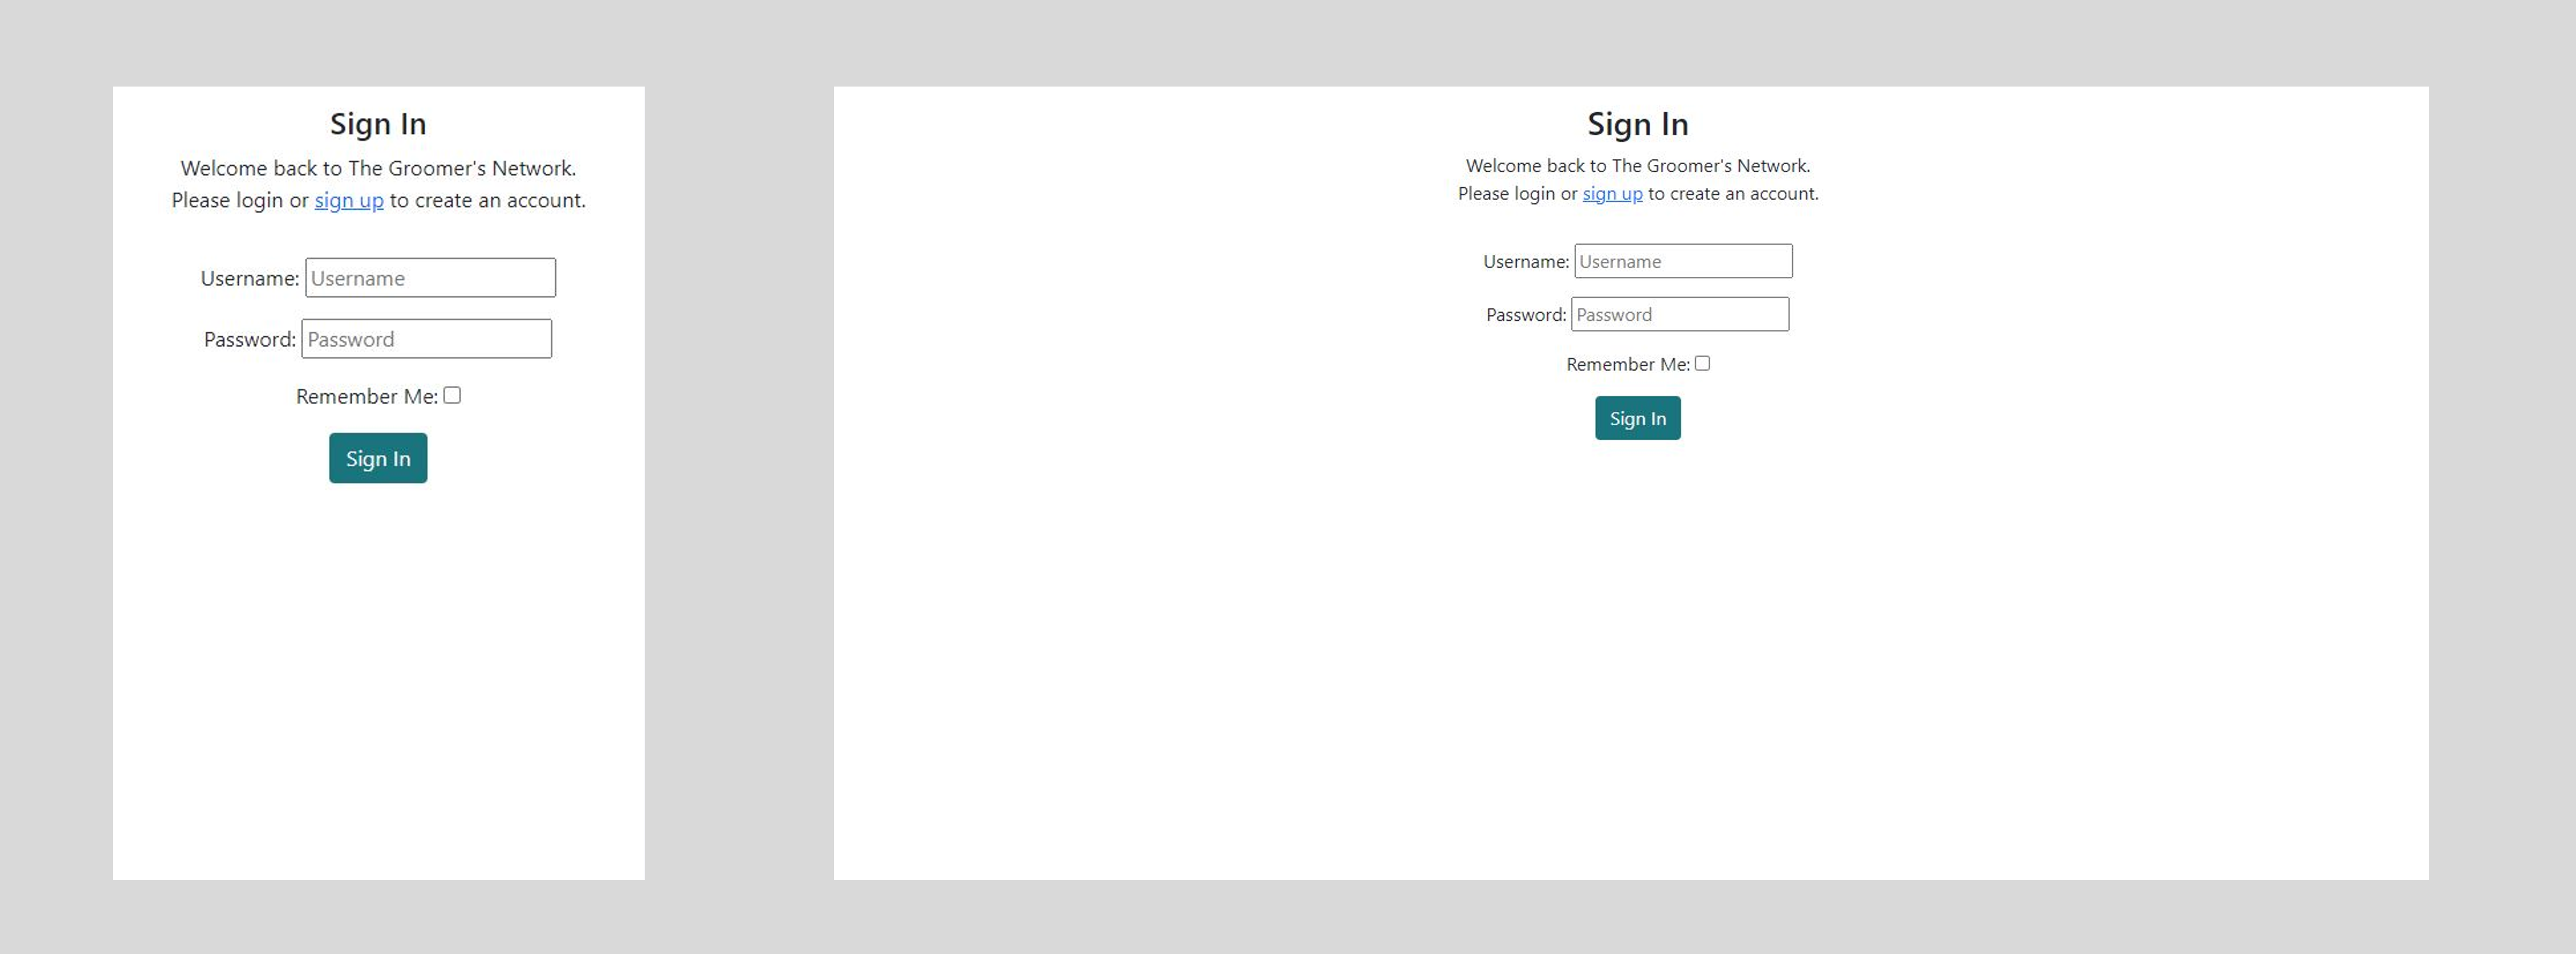 Sign In
Welcome back to The Groomer's Network.
Please login or sign up to create an account.
Username: Username
Password: Password
Remember Me:
Sign In
Sign In
Welcome back to The Groomer's Network.
Please login or sign up to create an account.
Username: Username
Password: Password
Remember Me:
Sign In